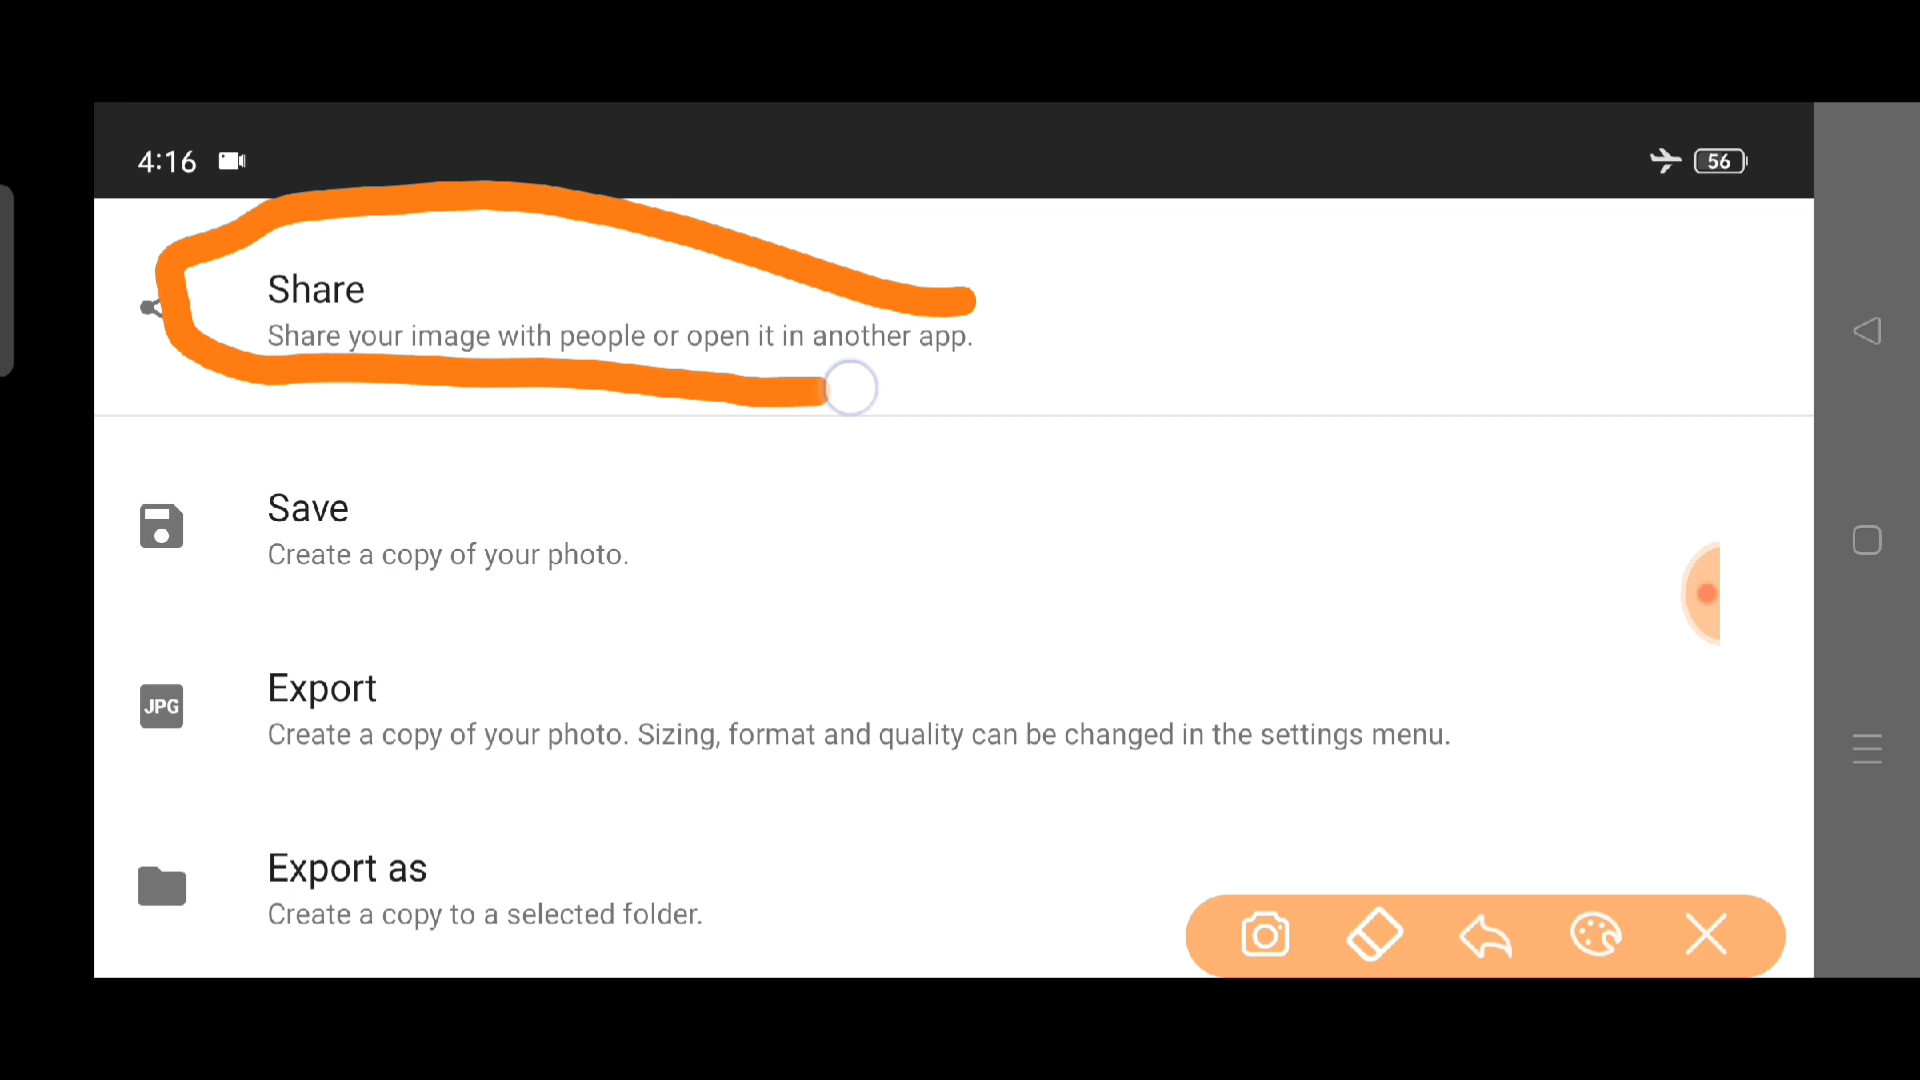 4:16
56
Share
Share your image with people or open it in another app.
Save
Create a copy of your photo.
JPG
Export
Create a copy of your photo. Sizing, format and quality can be changed in the settings menu.
Export as
Create a copy to a selected folder.